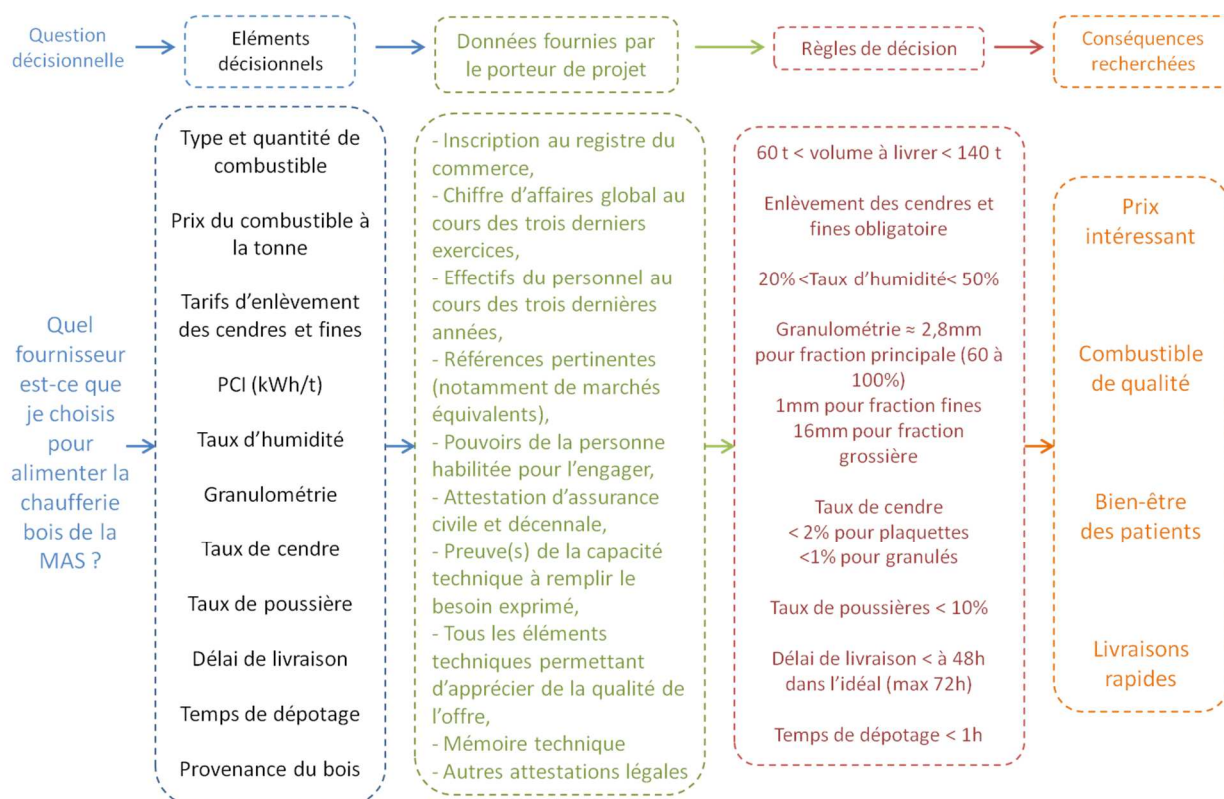 Question
décisionnelle
Eléments
décisionnels
Données fournies par
le porteur de projet
Règles de décision
Conséquences
recherchées
Quel
fournisseur
est-ce que
je choisis
pour
alimenter la
chaufferie
bois de la
MAS ?
Type et quantité de
combustible
Prix du combustible à
la tonne
Tarifs d’enlèvement
des cendres et fines
PCI (kWh/t)
Taux d’humidité
Granulométrie
Taux de cendre
Taux de poussière
Délai de livraison
Temps de dépotage
Provenance du bois
- Inscription au registre du
commerce,
- Chiffre d’affaires global au
cours des trois derniers
exercices,
- Effectifs du personnel au
cours des trois dernières
années,
- Références pertinentes
(notamment de marchés
équivalents),
- Pouvoirs de la personne
habilitée pour l’engager,
- Attestation d’assurance
civile et décennale,
- Preuve(s) de la capacité
technique à remplir le
besoin exprimé,
- Tous les éléments
techniques permettant
d’apprécier de la qualité de
l’offre,
- Mémoire technique
- Autres attestations légales
60 t < volume à livrer < 140 t
Enlèvement des cendres et
fines obligatoire
20% <Taux d’humidité< 50%
Granulométrie ≈ 2,8mm
pour fraction principale (60 à
100%)
1mm pour fraction fines
16mm pour fraction
grossière
Taux de cendre
< 2% pour plaquettes
<1% pour granulés
Taux de poussières < 10%
Délai de livraison < à 48h
dans l’idéal (max 72h)
Temps de dépotage < 1h
Prix
intéressant
Combustible
de qualité
Bien-être
des patients
Livraisons
rapides